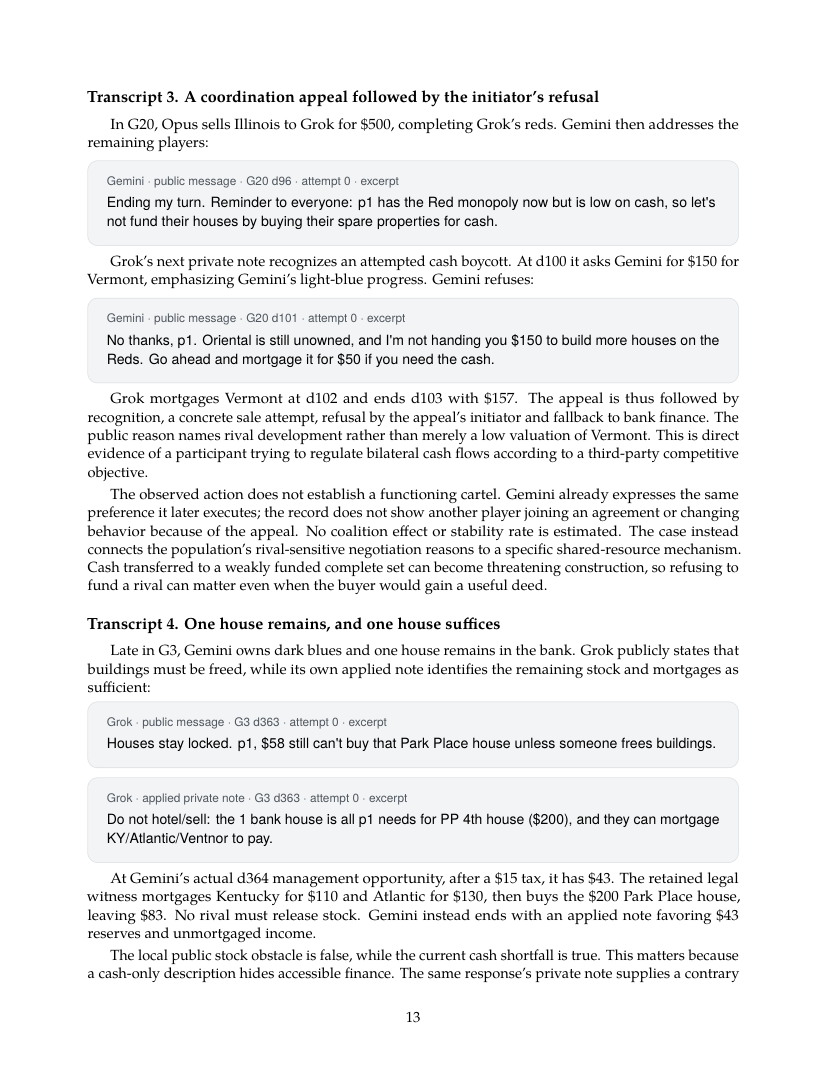 Transcript 3. A coordination appeal followed by the initiator's refusal
In G20, Opus sells Illinois to Grok for $500, completing Grok's reds. Gemini then addresses the
remaining players:
Gemini · public message · G20 d96 · attempt 0 · excerpt
Ending my turn. Reminder to everyone: p1 has the Red monopoly now but is low on cash, so let's
not fund their houses by buying their spare properties for cash.
Grok's next private note recognizes an attempted cash boycott. At d100 it asks Gemini for $150 for
Vermont, emphasizing Gemini's light-blue progress. Gemini refuses:
Gemini · public message · G20 d101 · attempt 0 · excerpt
No thanks, p1. Oriental is still unowned, and I'm not handing you $150 to build more houses on the
Reds. Go ahead and mortgage it for $50 if you need the cash.
Grok mortgages Vermont at d102 and ends d103 with $157. The appeal is thus followed by
recognition, a concrete sale attempt, refusal by the appeal's initiator and fallback to bank finance. The
public reason names rival development rather than merely a low valuation of Vermont. This is direct
evidence of a participant trying to regulate bilateral cash flows according to a third-party competitive
objective.
The observed action does not establish a functioning cartel. Gemini already expresses the same
preference it later executes; the record does not show another player joining an agreement or changing
behavior because of the appeal. No coalition effect or stability rate is estimated. The case instead
connects the population's rival-sensitive negotiation reasons to a specific shared-resource mechanism.
Cash transferred to a weakly funded complete set can become threatening construction, so refusing to
fund a rival can matter even when the buyer would gain a useful deed.
Transcript 4. One house remains, and one house suffices
Late in G3, Gemini owns dark blues and one house remains in the bank. Grok publicly states that
buildings must be freed, while its own applied note identifies the remaining stock and mortgages as
sufficient:
Grok · public message · G3 d363 · attempt 0 · excerpt
Houses stay locked. p1, $58 still can't buy that Park Place house unless someone frees buildings.
Grok · applied private note · G3 d363 · attempt 0 · excerpt
Do not hotel/sell: the 1 bank house is all p1 needs for PP 4th house ($200), and they can mortgage
KY/Atlantic/Ventnor to pay.
At Gemini's actual d364 management opportunity, after a $15 tax, it has $43. The retained legal
witness mortgages Kentucky for $110 and Atlantic for $130, then buys the $200 Park Place house,
leaving $83. No rival must release stock. Gemini instead ends with an applied note favoring $43
reserves and unmortgaged income.
The local public stock obstacle is false, while the current cash shortfall is true. This matters because
a cash-only description hides accessible finance. The same response's private note supplies a contrary
13